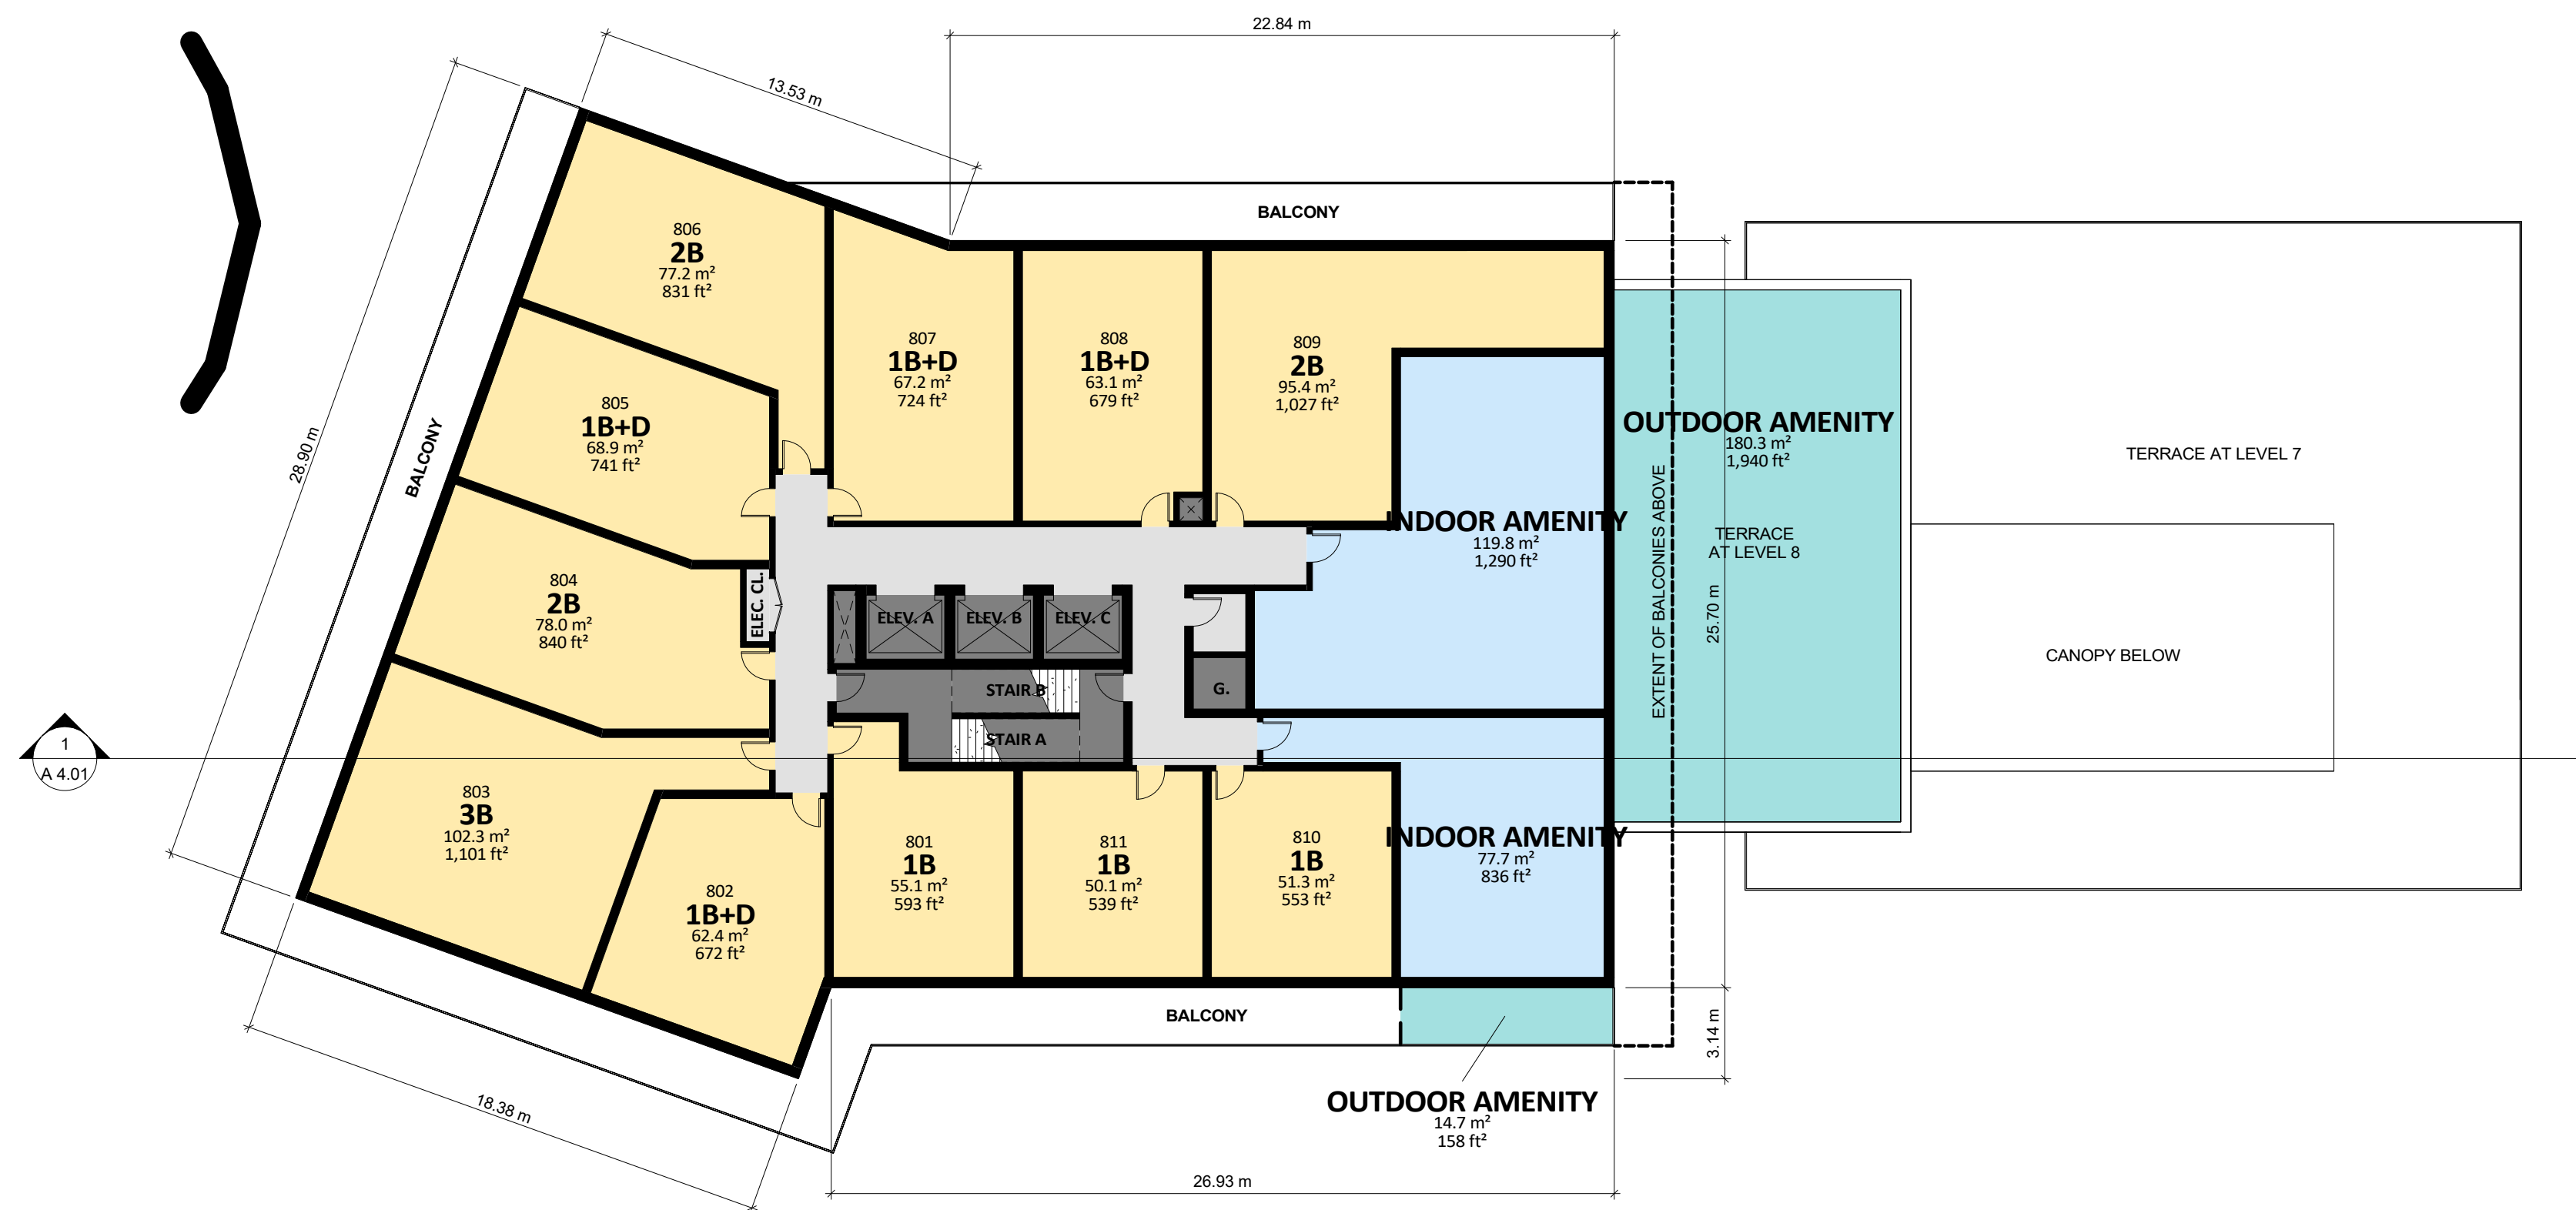 22.84 m
13.53 m
BALCONY
806
2B
77.2 m²
831 ft²
807
1B+D
67.2 m²
724 ft²
808
1B+D
63.1 m²
679 ft²
809
2B
95.4 m²
1,027 ft²
805
1B+D
68.9 m²
741 ft²
28.90 m
BALCONY
OUTDOOR AMENITY
180.3 m²
1,940 ft²
TERRACE
AT LEVEL 8
TERRACE AT LEVEL 7
INDOOR AMENITY
119.8 m²
1,290 ft²
EXTENT OF BALCONIES ABOVE
25.70 m
804
2B
78.0 m²
840 ft²
ELEC. CL.
ELEV. A
ELEV. B
ELEV. C
CANOPY BELOW
STAIR B
G.
STAIR A
1
A 4.01
803
3B
102.3 m²
1,101 ft²
802
1B+D
62.4 m²
672 ft²
801
1B
55.1 m²
593 ft²
811
1B
50.1 m²
539 ft²
810
1B
51.3 m²
553 ft²
INDOOR AMENITY
77.7 m²
836 ft²
BALCONY
3.14 m
OUTDOOR AMENITY
14.7 m²
158 ft²
18.38 m
26.93 m